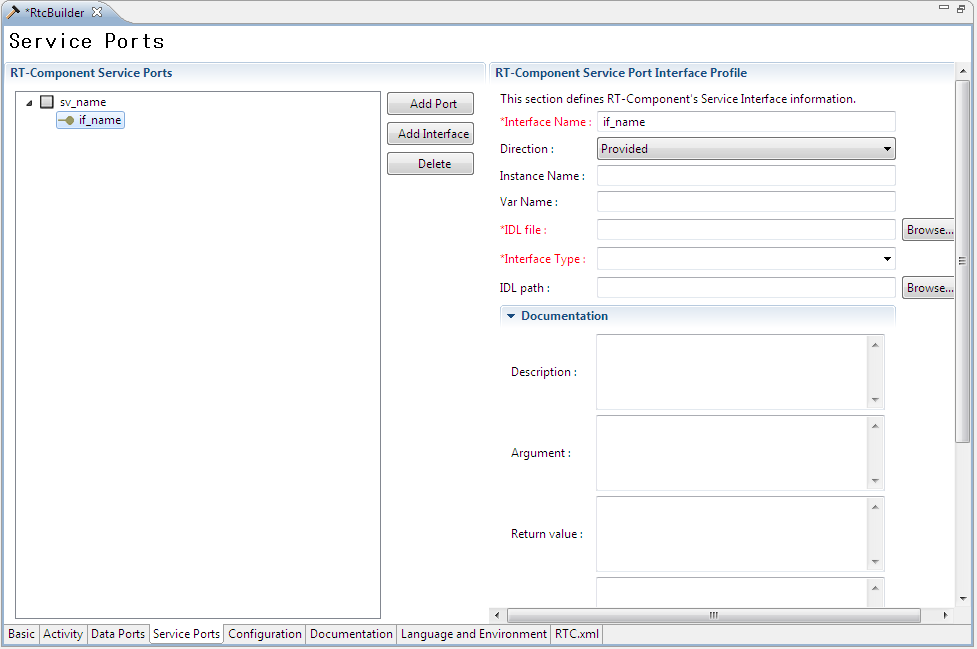 *RtcBuilder
Service Ports
RT-Component Service Ports
sv_name
if_name
Add Port
Add Interface
Delete
RT-Component Service Port Interface Profile
This section defines RT-Component's Service Interface information.
*Interface Name : if_name
Direction : Provided
Instance Name :
Var Name :
*IDL file : Browse...
*Interface Type :
IDL path : Browse...
Documentation
Description :
Argument :
Return value :
Basic Activity Data Ports Service Ports Configuration Documentation Language and Environment RTC.xml